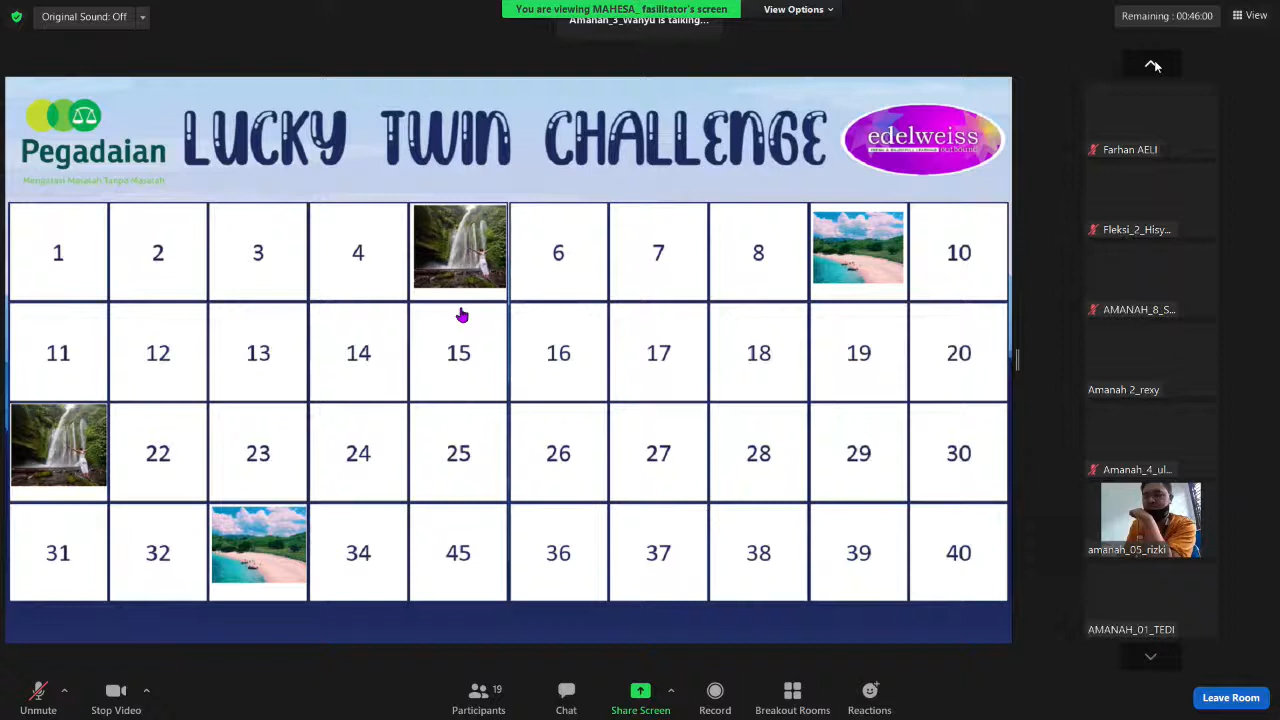 Original Sound: Off
You are viewing MAHESA_ fasilitator's screen
View Options
Amanah_3_Wahyu is talking...
Remaining : 00:46:00
View
Pegadaian
Mengatasi Masalah Tanpa Masalah
LUCKY TWIN CHALLENGE
edelweiss
outbound
1 2 3 4 6 7 8 10
11 12 13 14 15 16 17 18 19 20
22 23 24 25 26 27 28 29 30
31 32 34 45 36 37 38 39 40
Farhan AELI
Fleksi_2_Hisy...
AMANAH_8_S...
Amanah 2_rexy
Amanah_4_ul...
amanah_05_rizki
AMANAH_01_TEDI
Unmute
Stop Video
Participants
19
Chat
Share Screen
Record
Breakout Rooms
Reactions
Leave Room